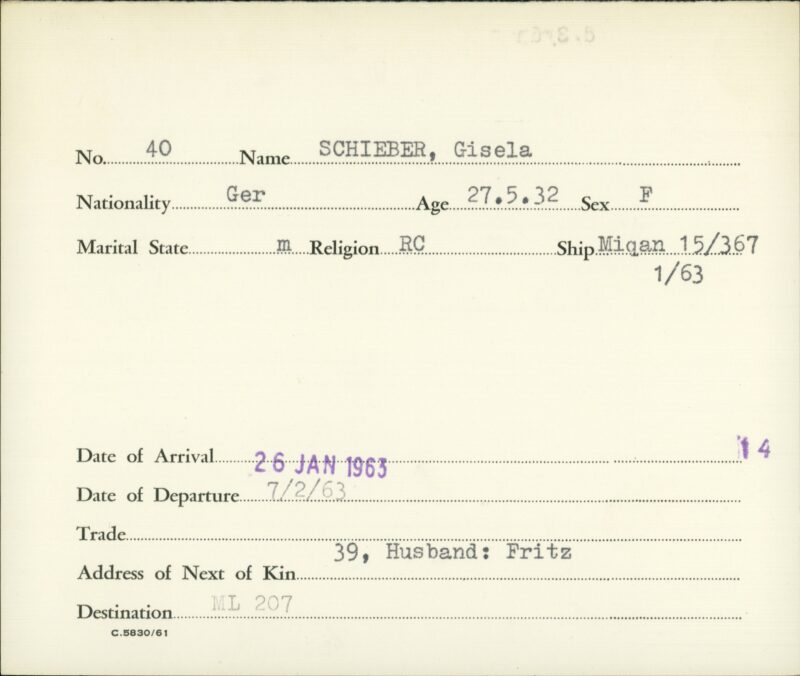 No. 40 Name SCHIEBER, Gisela
Nationality Ger Age 27.5.32 Sex F
Marital State m Religion RC Ship Miqan 15/367
1/63
Date of Arrival 26 JAN 1963 14
Date of Departure 7/2/63
Trade
39, Husband: Fritz
Address of Next of Kin
Destination ML 207
C.5830/61